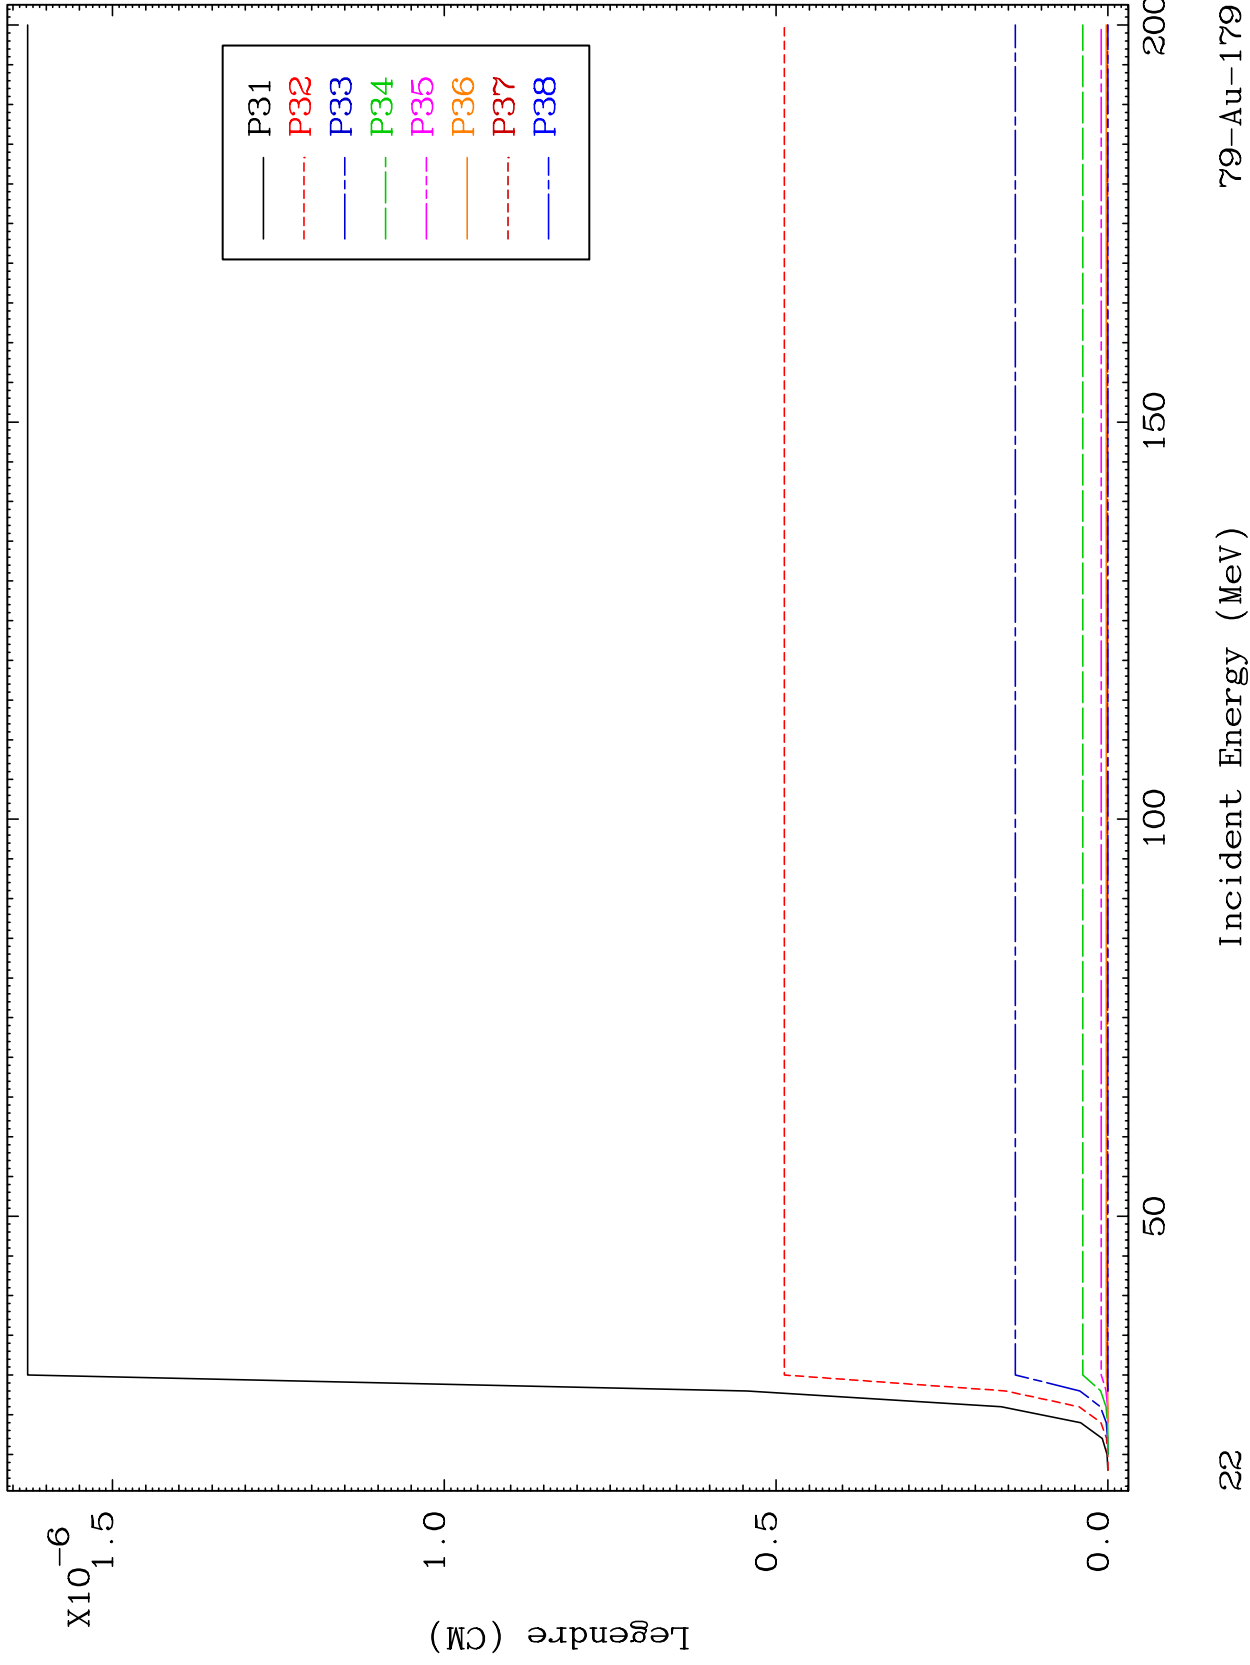 X10-6
1.5
1.0
0.5
0.0
Legendre (CM)
P31
P32
P33
P34
P35
P36
P37
P38
50
100
150
200
22
Incident Energy (MeV)
79-Au-179